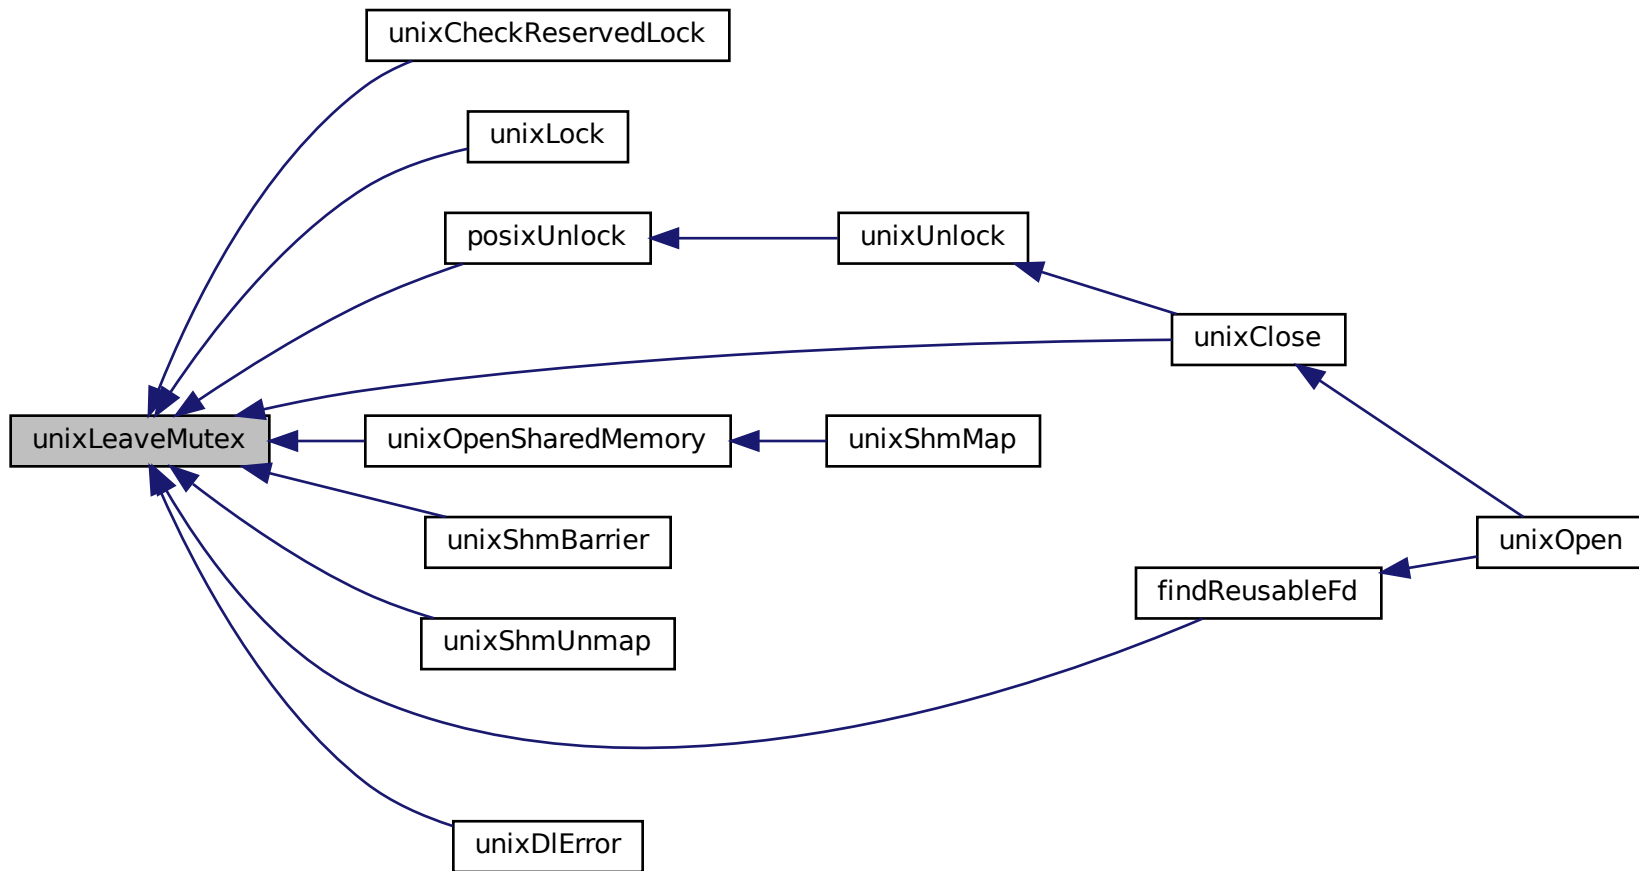 unixCheckReservedLock
unixLock
posixUnlock
unixUnlock
unixClose
unixLeaveMutex
unixOpenSharedMemory
unixShmMap
unixShmBarrier
unixOpen
findReusableFd
unixShmUnmap
unixDlError